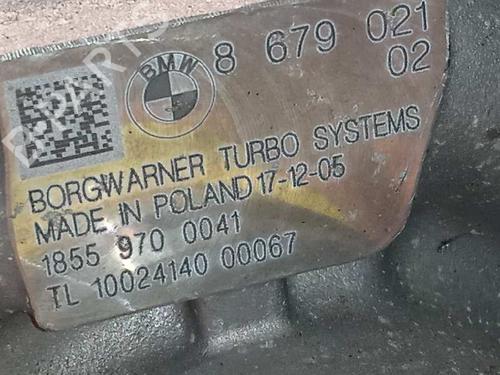 BMW
8 679 021
02
BORGWARNER TURBO SYSTEMS
MADE IN POLAND 17-12-05
1855 970 0041
TL 10024140 00067